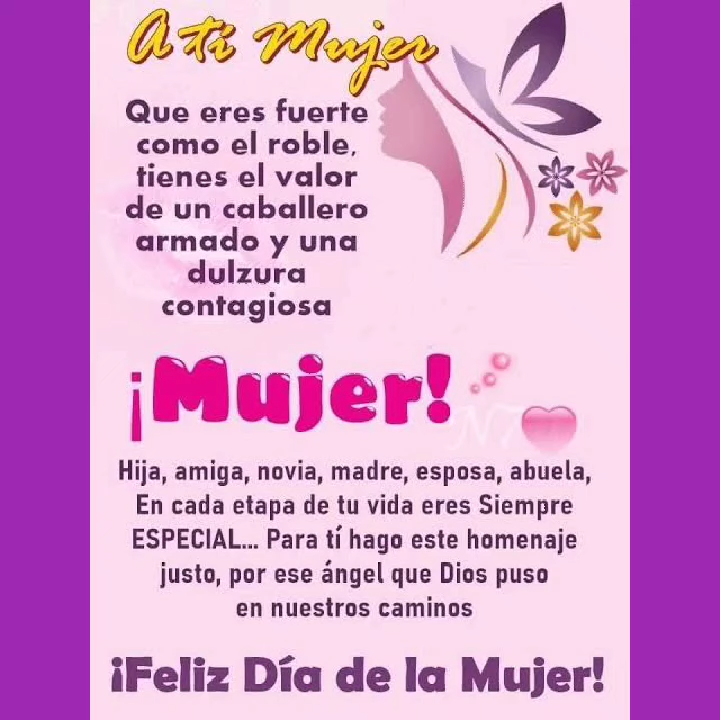 A ti Mujer
Que eres fuerte
como el roble,
tienes el valor
de un caballero
armado y una
dulzura
contagiosa
¡Mujer!
Hija, amiga, novia, madre, esposa, abuela,
En cada etapa de tu vida eres Siempre
ESPECIAL... Para tí hago este homenaje
justo, por ese ángel que Dios puso
en nuestros caminos
¡Feliz Día de la Mujer!